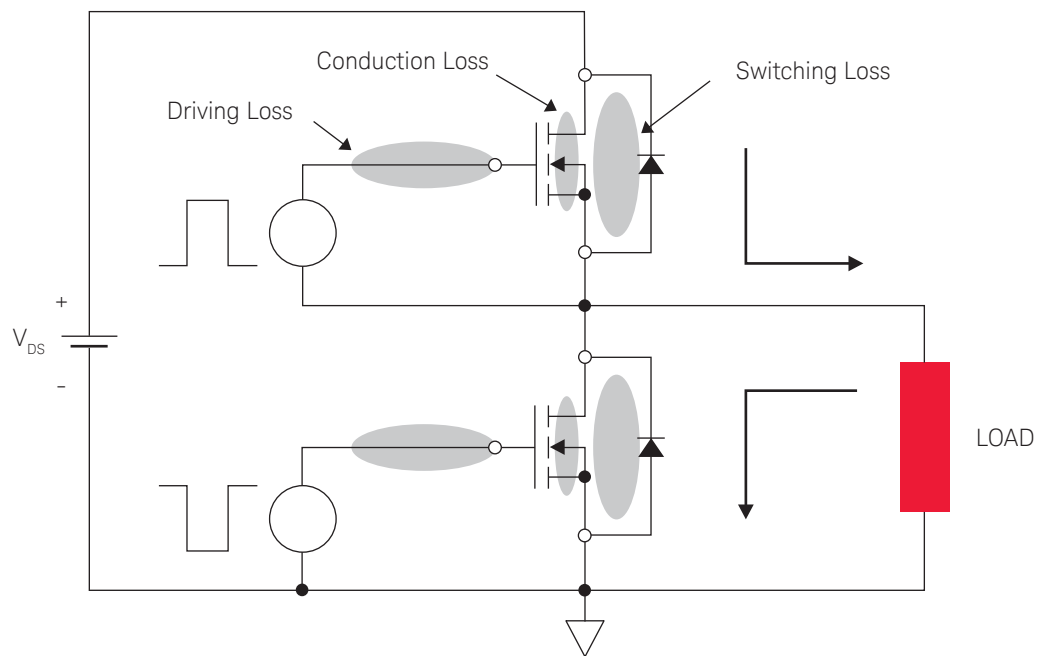 Conduction Loss
Switching Loss
Driving Loss
+
V_DS
-
LOAD